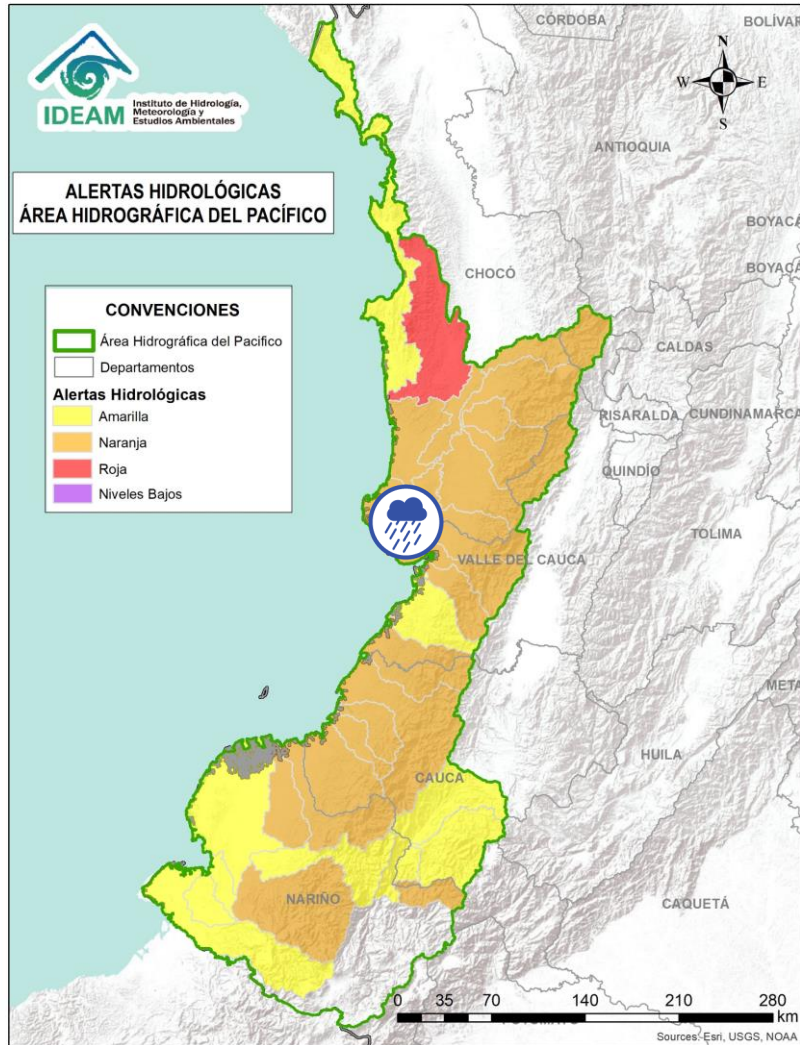 CÓRDOBA
BOLÍVAR
IDEAM
Instituto de Hidrología,
Meteorología y
Estudios Ambientales
N
W E
S
ANTIOQUIA
ALERTAS HIDROLÓGICAS
ÁREA HIDROGRÁFICA DEL PACÍFICO
BOYACÁ
BOYACÁ
CHOCÓ
CONVENCIONES
Área Hidrográfica del Pacifico
Departamentos
Alertas Hidrológicas
Amarilla
Naranja
Roja
Niveles Bajos
CALDAS
RISARALDA
CUNDINAMARCA
QUINDÍO
TOLIMA
VALLE DEL CAUCA
META
HUILA
CAUCA
NARIÑO
CAQUETÁ
0 35 70 140 210 280
km
Sources: Esri, USGS, NOAA